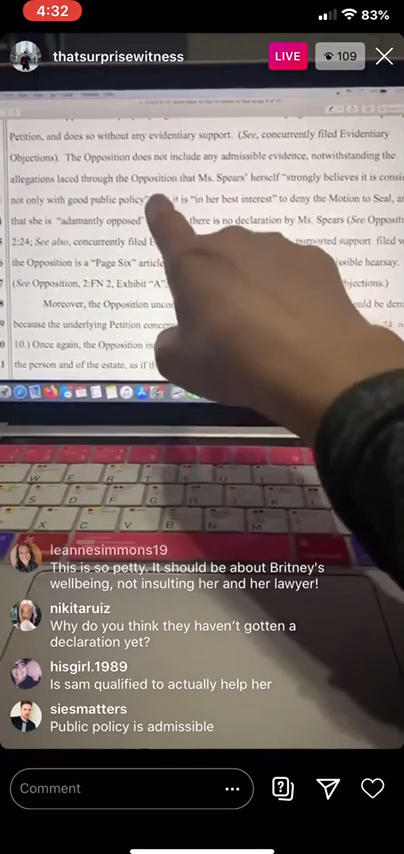 4:32
83%
thatsurprisewitness
LIVE
109
Petition, and does so without any evidentiary support. (See, concurrently filed Evidentiary
Objections). The Opposition does not include any admissible evidence, notwithstanding the
allegations laced through the Opposition that Ms. Spears' herself "strongly believes it is consi
not only with good public policy" it is "in her best interest" to deny the Motion to Seal, a
that she is "adamantly opposed" there is no declaration by Ms. Spears (See Oppositi
2:24; See also, concurrently filed E support filed w
the Opposition is a "Page Six" article ssible hearsay.
(See Opposition, 2:FN 2, Exhibit "A" bjections.)
Moreover, the Opposition uncon uld be den
because the underlying Petition concer
10.) Once again, the Opposition in
the person and of the estate, as if th
W E R
S D F G
X C V B N M
leannesimmons19
This is so petty. It should be about Britney's
wellbeing, not insulting her and her lawyer!
nikitaruiz
Why do you think they haven't gotten a
declaration yet?
hisgirl.1989
Is sam qualified to actually help her
siesmatters
Public policy is admissible
Comment